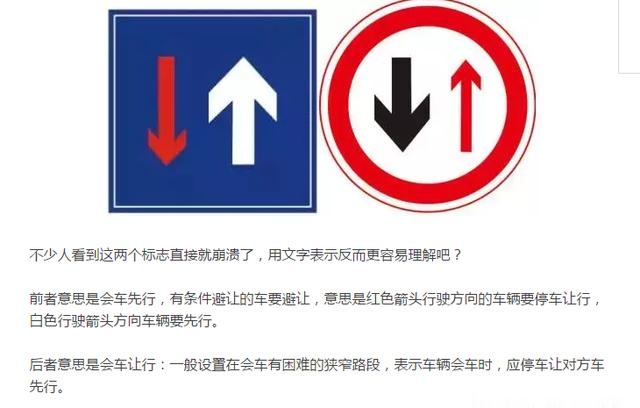 不少人看到这两个标志直接就崩溃了，用文字表示反而更容易理解吧？
前者意思是会车先行，有条件避让的车要避让，意思是红色箭头行驶方向的车辆要停车让行，
白色行驶箭头方向车辆要先行。
后者意思是会车让行：一般设置在会车有困难的狭窄路段，表示车辆会车时，应停车让对方车
先行。